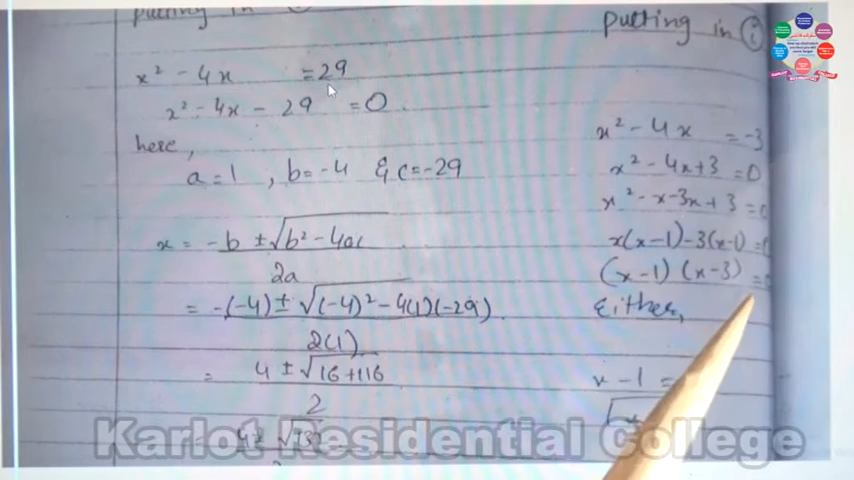 putting in
x² - 4x = 29
x² - 4x - 29 = 0
here,
a = 1 , b = -4 & c = -29
x = -b ± √b² - 4ac
2a
= -(-4) ± √(-4)² - 4(1)(-29)
2(1)
= 4 ± √16 + 116
2
= 4 ± √132
putting in (i)
x² - 4x = -3
x² - 4x + 3 = 0
x² - x - 3x + 3 = 0
x(x-1) - 3(x-1) = 0
(x-1) (x-3) = 0
Either,
x - 1 =
Karlot Residential College